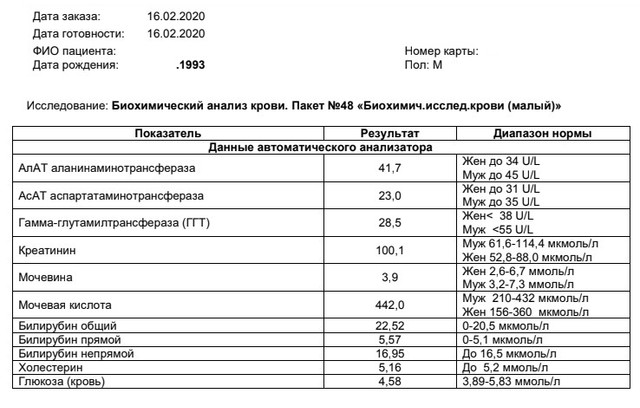 Дата заказа: 16.02.2020
Дата готовности: 16.02.2020
ФИО пациента: Номер карты:
Дата рождения: .1993 Пол: М
Исследование: Биохимический анализ крови. Пакет №48 «Биохимич.исслед.крови (малый)»
Показатель Результат Диапазон нормы
Данные автоматического анализатора
АлАТ аланинаминотрансфераза 41,7 Жен до 34 U/L
Муж до 45 U/L
АсАТ аспартатаминотрансфераза 23,0 Жен до 31 U/L
Муж до 35 U/L
Гамма-глутамилтрансфераза (ГГТ) 28,5 Жен< 38 U/L
Муж <55 U/L
Креатинин 100,1 Муж 61,6-114,4 мкмоль/л
Жен 52,8-88,0 мкмоль/л
Мочевина 3,9 Жен 2,6-6,7 ммоль/л
Муж 3,2-7,3 ммоль/л
Мочевая кислота 442,0 Муж 210-432 мкмоль/л
Жен 156-360 мкмоль/л
Билирубин общий 22,52 0-20,5 мкмоль/л
Билирубин прямой 5,57 0-5,1 мкмоль/л
Билирубин непрямой 16,95 До 16,5 мкмоль/л
Холестерин 5,16 До 5,2 ммоль/л
Глюкоза (кровь) 4,58 3,89-5,83 ммоль/л